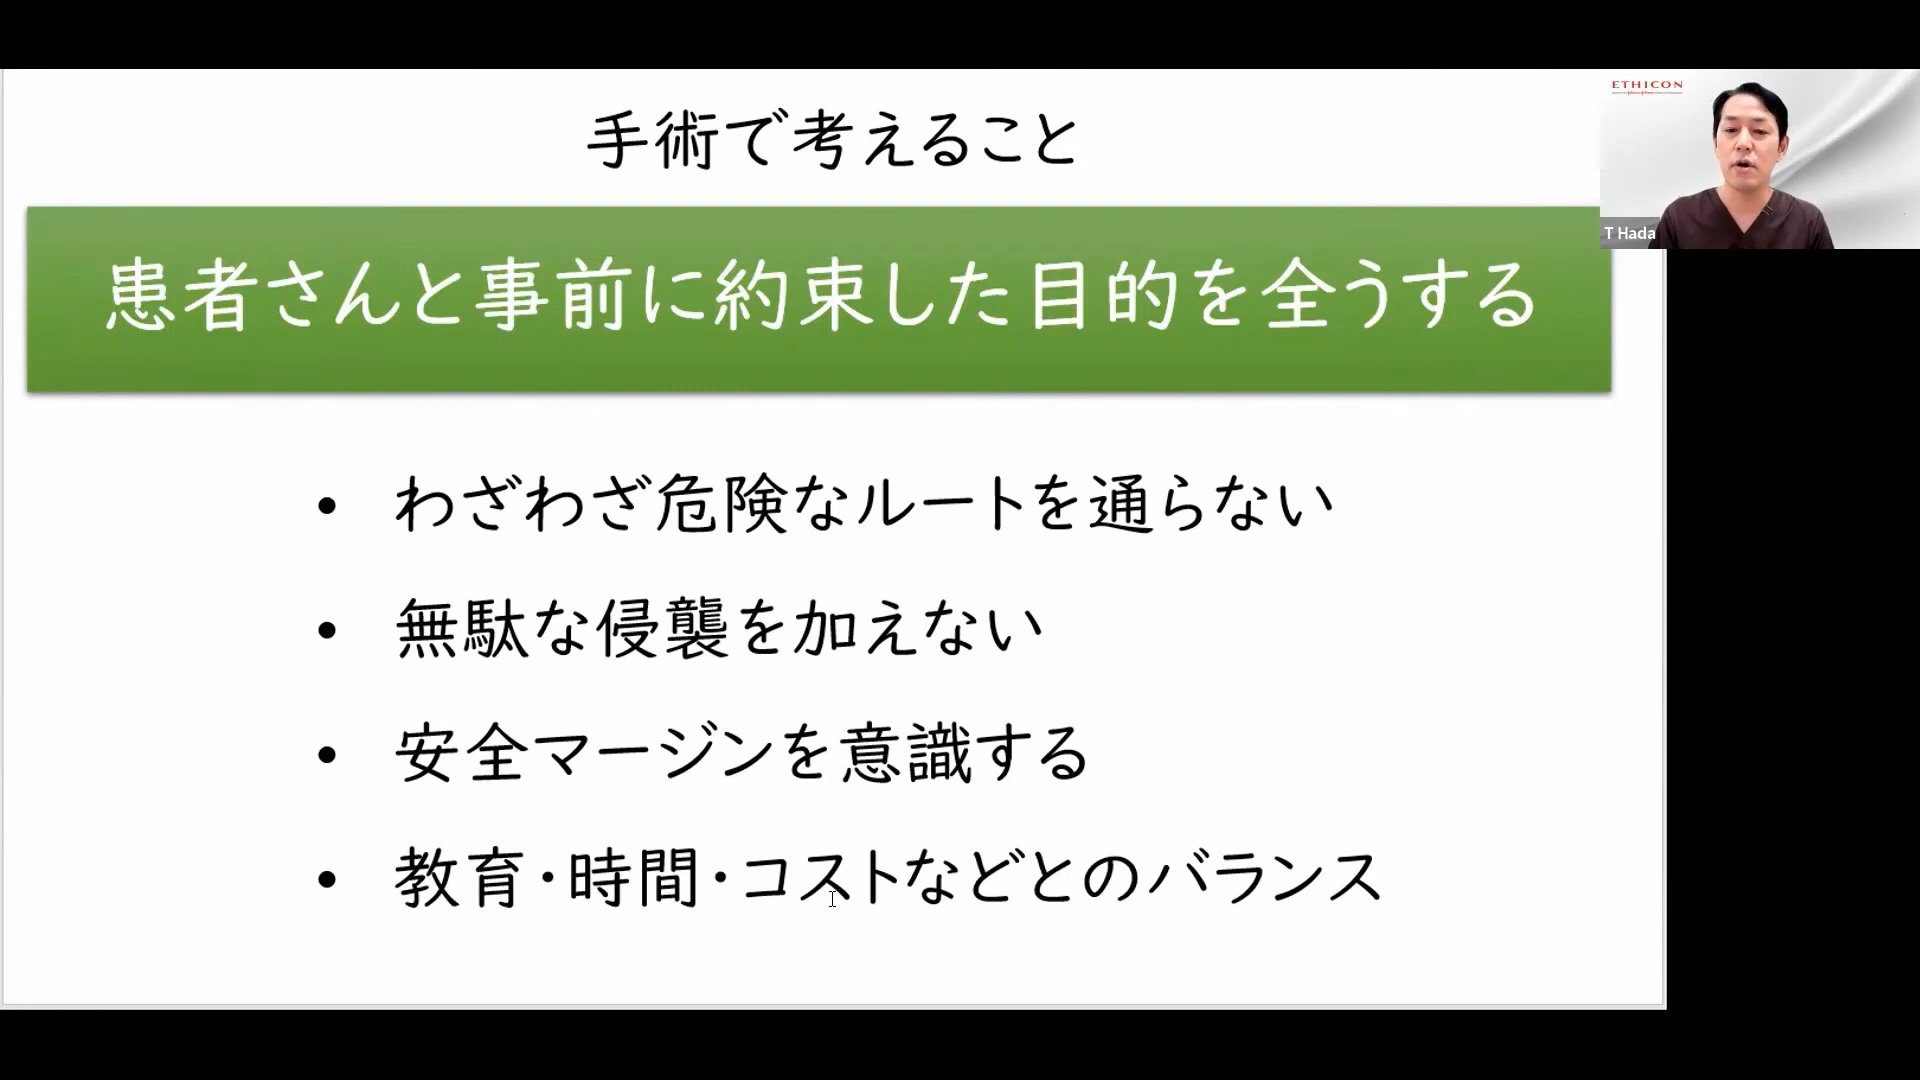 手術で考えること
ETHICON
T Hada
患者さんと事前に約束した目的を全うする
• わざわざ危険なルートを通らない
• 無駄な侵襲を加えない
• 安全マージンを意識する
• 教育・時間・コストなどとのバランス